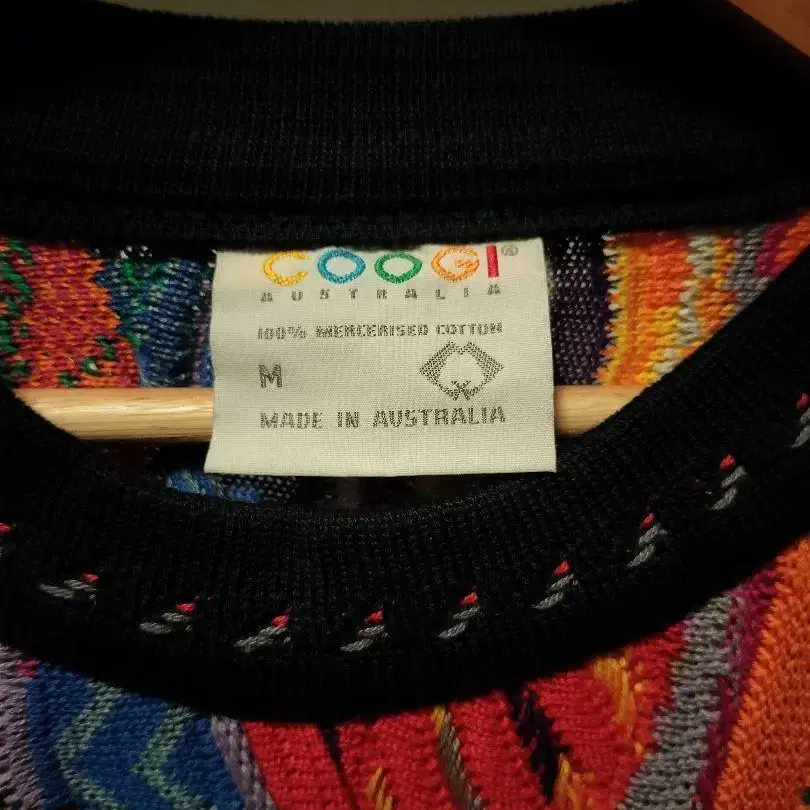 COOGI®
AUSTRALIA
100% MERCERISED COTTON
M
MADE IN AUSTRALIA